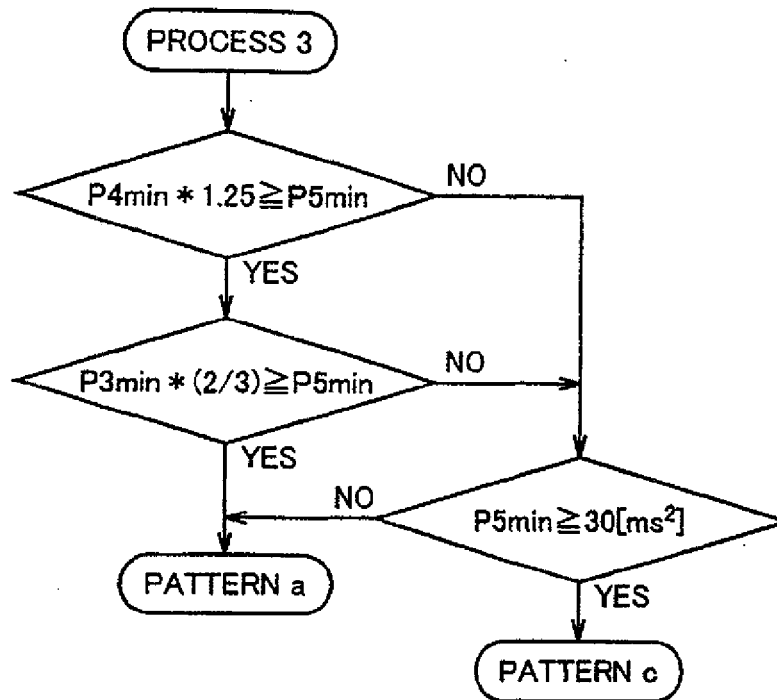 PROCESS 3
P4min * 1.25≧P5min
NO
YES
P3min * (2/3)≧P5min
NO
YES
NO
P5min≧30[ms²]
YES
PATTERN a
PATTERN c